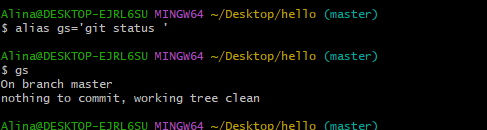 Alina@DESKTOP-EJRL6SU MINGW64 ~/Desktop/hello (master)
$ alias gs='git status '
Alina@DESKTOP-EJRL6SU MINGW64 ~/Desktop/hello (master)
$ gs
On branch master
nothing to commit, working tree clean
Alina@DESKTOP-EJRL6SU MINGW64 ~/Desktop/hello (master)